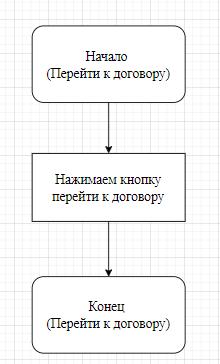 Начало
(Перейти к договору)
Нажимаем кнопку
перейти к договору
Конец
(Перейти к договору)